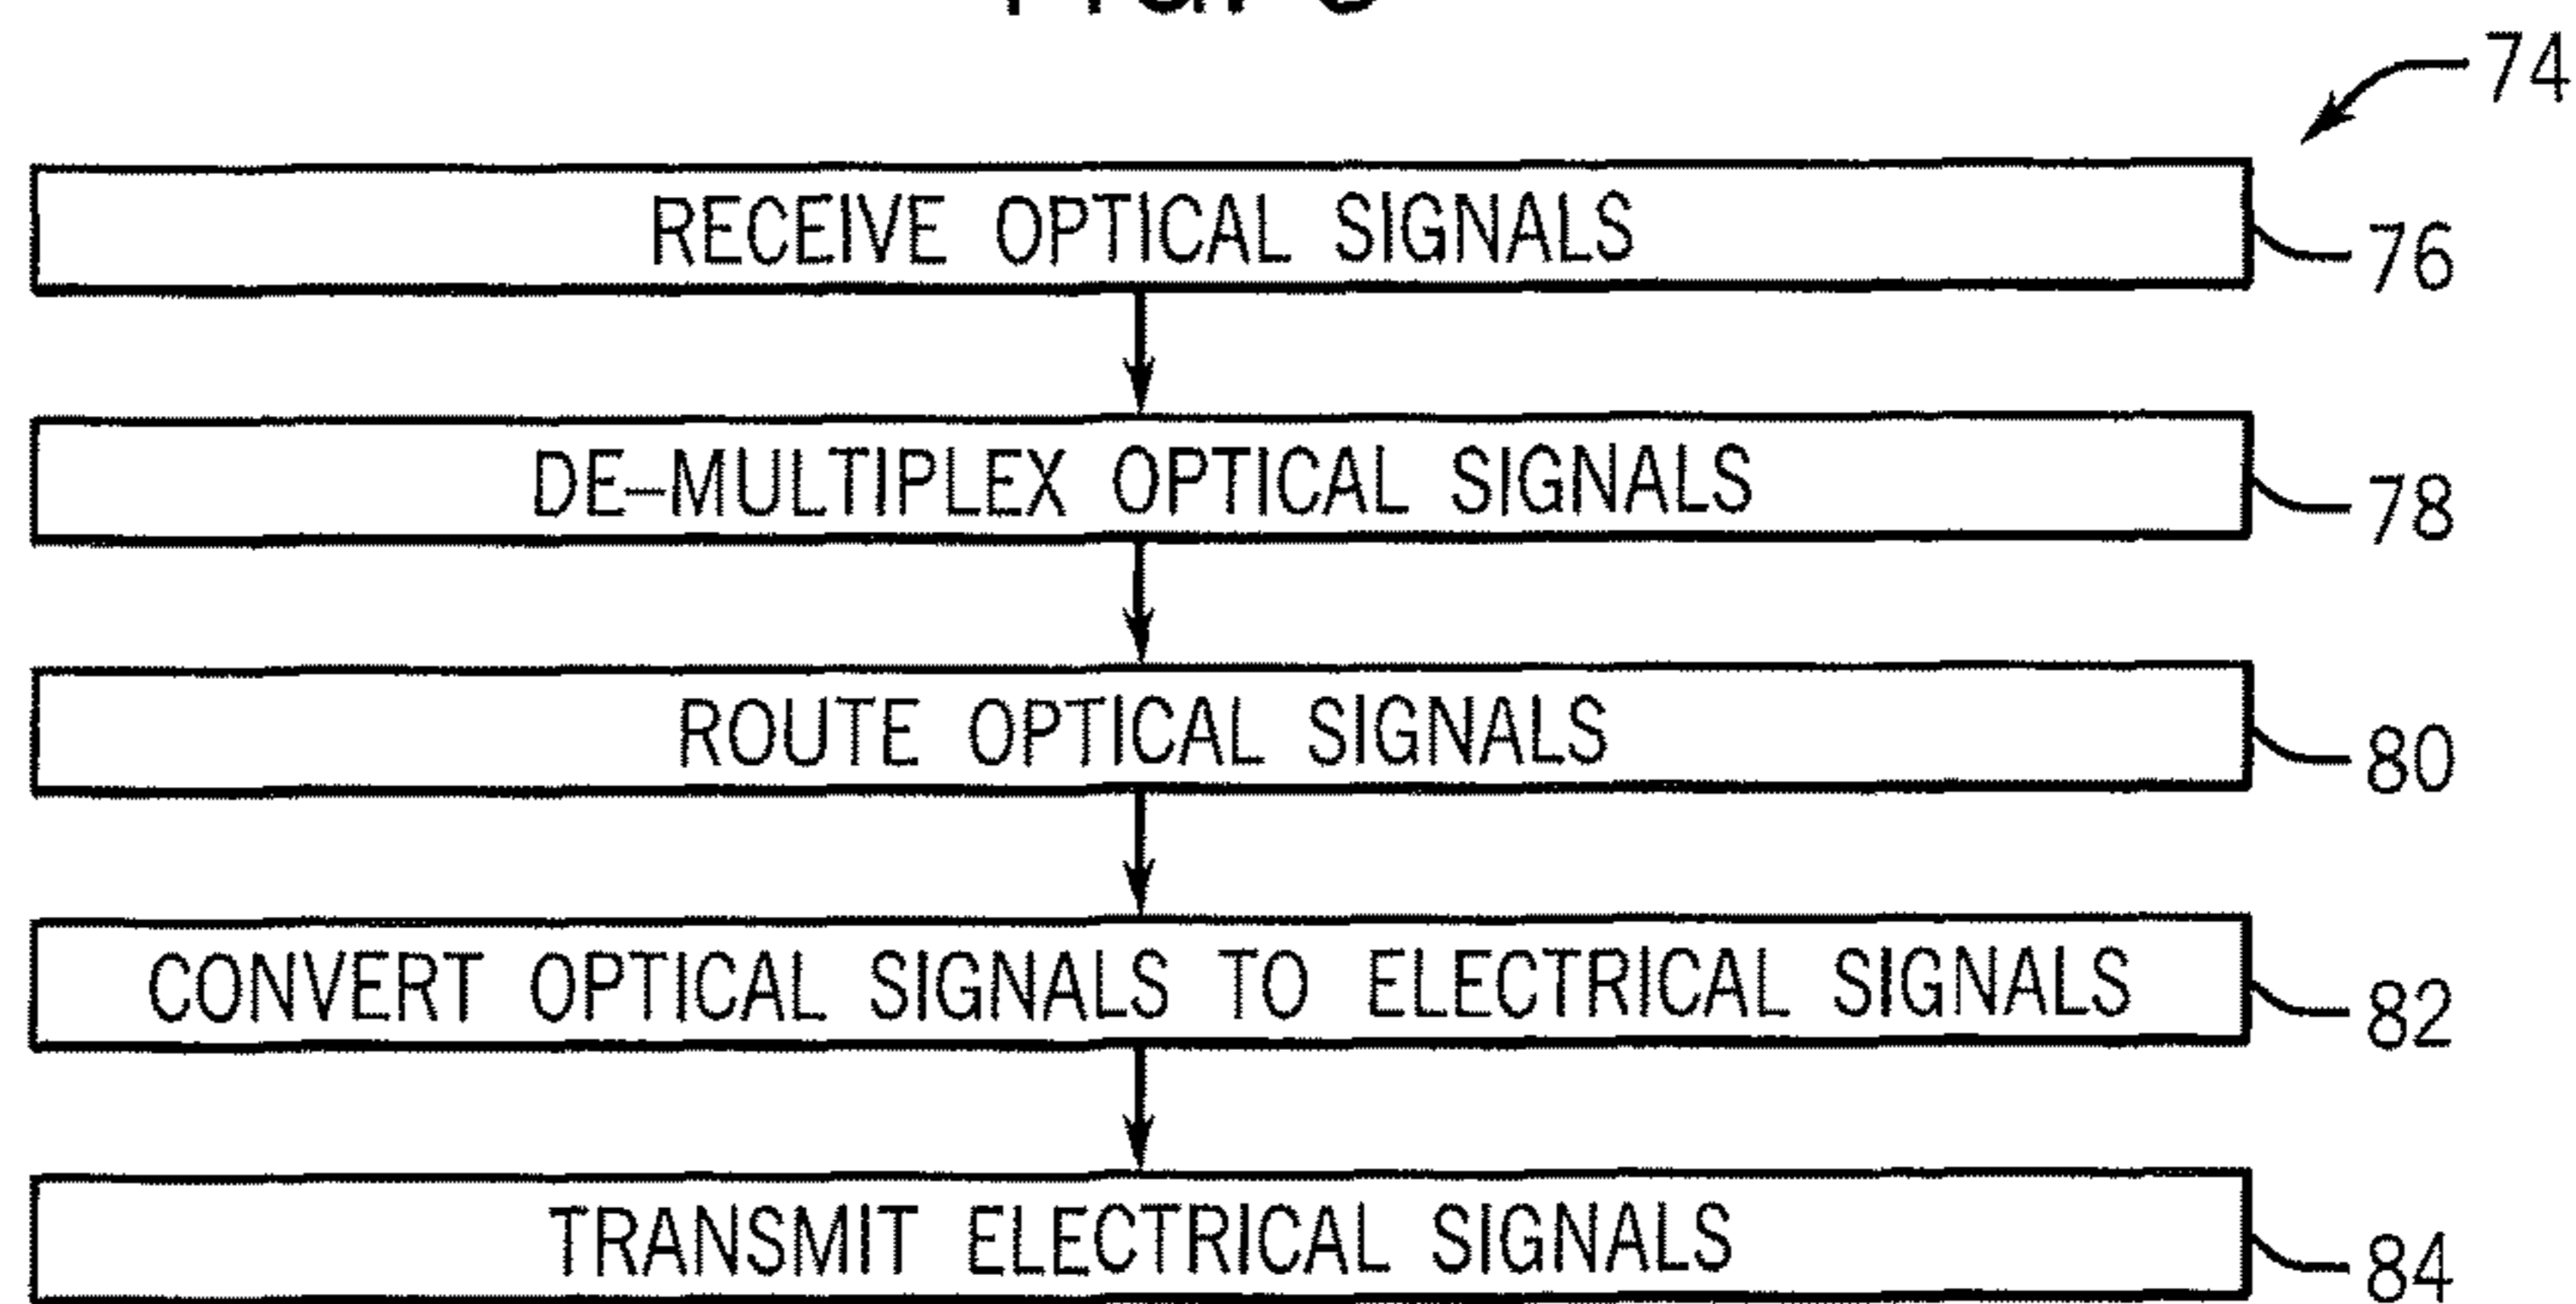 74
RECEIVE OPTICAL SIGNALS
76
DE-MULTIPLEX OPTICAL SIGNALS
78
ROUTE OPTICAL SIGNALS
80
CONVERT OPTICAL SIGNALS TO ELECTRICAL SIGNALS
82
TRANSMIT ELECTRICAL SIGNALS
84